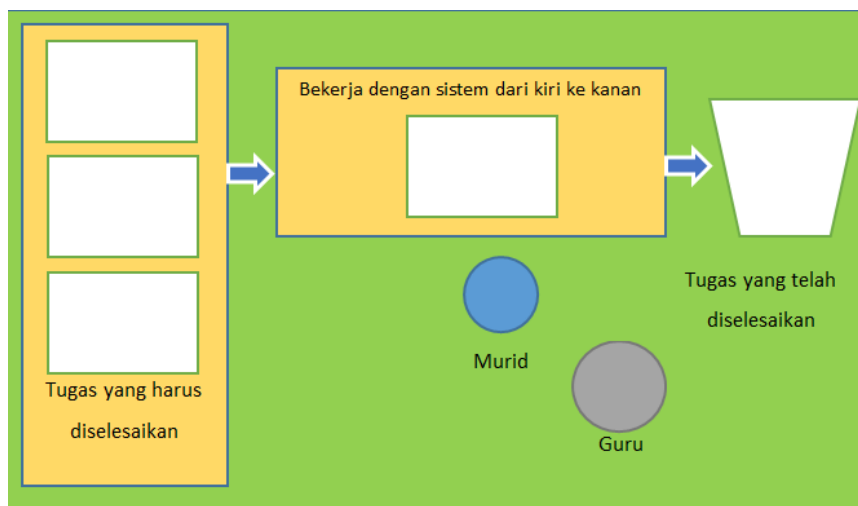 Tugas yang harus
diselesaikan
Bekerja dengan sistem dari kiri ke kanan
Murid
Guru
Tugas yang telah
diselesaikan